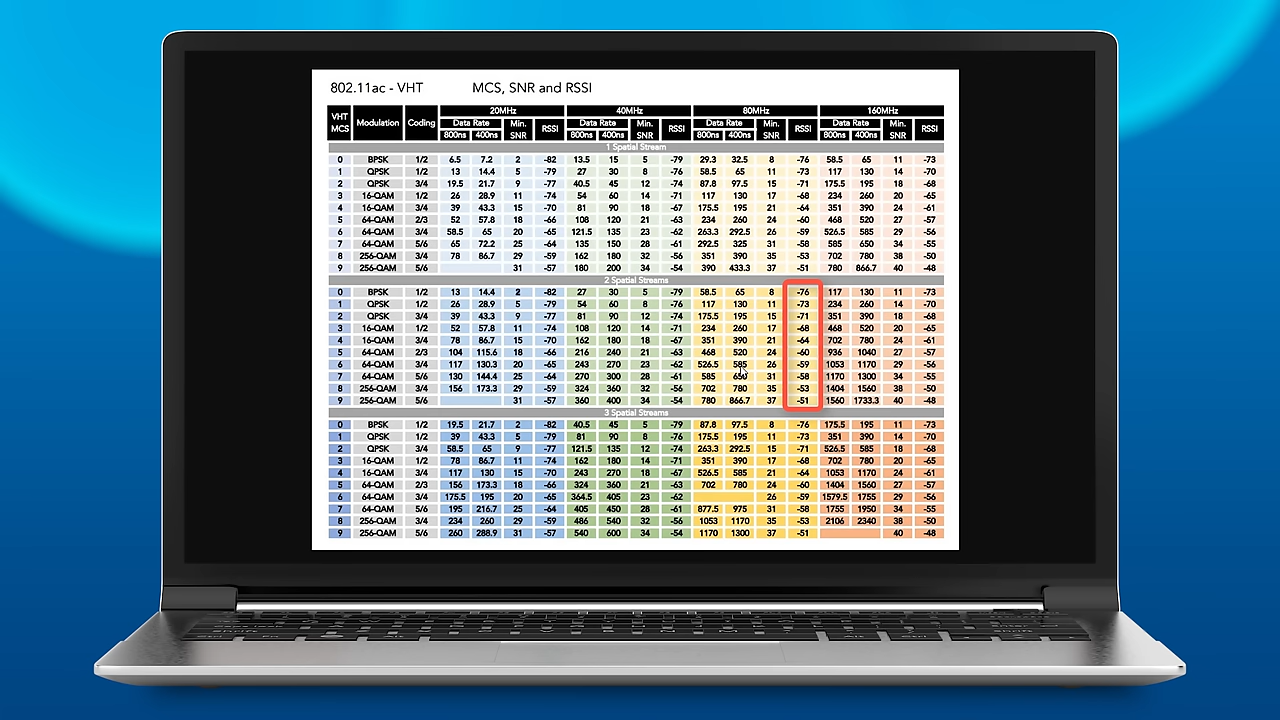 802.11ac - VHT MCS, SNR and RSSI
VHT MCS Modulation Coding 20MHz 40MHz 80MHz 160MHz
Data Rate Min. SNR RSSI Data Rate Min. SNR RSSI Data Rate Min. SNR RSSI Data Rate Min. SNR RSSI
800ns 400ns 800ns 400ns 800ns 400ns 800ns 400ns
1 Spatial Stream
0 BPSK 1/2 6.5 7.2 2 -82 13.5 15 5 -79 29.3 32.5 8 -76 58.5 65 11 -73
1 QPSK 1/2 13 14.4 5 -79 27 30 8 -76 58.5 65 11 -73 117 130 14 -70
2 QPSK 3/4 19.5 21.7 9 -77 40.5 45 12 -74 87.8 97.5 15 -71 175.5 195 18 -68
3 16-QAM 1/2 26 28.9 11 -74 54 60 14 -71 117 130 17 -68 234 260 20 -65
4 16-QAM 3/4 39 43.3 15 -70 81 90 18 -67 175.5 195 21 -64 351 390 24 -61
5 64-QAM 2/3 52 57.8 18 -66 108 120 21 -63 234 260 24 -60 468 520 27 -57
6 64-QAM 3/4 58.5 65 20 -65 121.5 135 23 -62 263.3 292.5 26 -59 526.5 585 29 -56
7 64-QAM 5/6 65 72.2 25 -64 135 150 28 -61 292.5 325 31 -58 585 650 34 -55
8 256-QAM 3/4 78 86.7 29 -59 162 180 32 -56 351 390 35 -53 702 780 38 -50
9 256-QAM 5/6 31 -57 180 200 34 -54 390 433.3 37 -51 780 866.7 40 -48
2 Spatial Streams
0 BPSK 1/2 13 14.4 2 -82 27 30 5 -79 58.5 65 8 -76 117 130 11 -73
1 QPSK 1/2 26 28.9 5 -79 54 60 8 -76 117 130 11 -73 234 260 14 -70
2 QPSK 3/4 39 43.3 9 -77 81 90 12 -74 175.5 195 15 -71 351 390 18 -68
3 16-QAM 1/2 52 57.8 11 -74 108 120 14 -71 234 260 17 -68 468 520 20 -65
4 16-QAM 3/4 78 86.7 15 -70 162 180 18 -67 351 390 21 -64 702 780 24 -61
5 64-QAM 2/3 104 115.6 18 -66 216 240 21 -63 468 520 24 -60 936 1040 27 -57
6 64-QAM 3/4 117 130.3 20 -65 243 270 23 -62 526.5 585 26 -59 1053 1170 29 -56
7 64-QAM 5/6 130 144.4 25 -64 270 300 28 -61 585 650 31 -58 1170 1300 34 -55
8 256-QAM 3/4 156 173.3 29 -59 324 360 32 -56 702 780 35 -53 1404 1560 38 -50
9 256-QAM 5/6 31 -57 360 400 34 -54 780 866.7 37 -51 1560 1733.3 40 -48
3 Spatial Streams
0 BPSK 1/2 19.5 21.7 2 -82 40.5 45 5 -79 87.8 97.5 8 -76 175.5 195 11 -73
1 QPSK 1/2 39 43.3 5 -79 81 90 8 -76 175.5 195 11 -73 351 390 14 -70
2 QPSK 3/4 58.5 65 9 -77 121.5 135 12 -74 263.3 292.5 15 -71 526.5 585 18 -68
3 16-QAM 1/2 78 86.7 11 -74 162 180 14 -71 351 390 17 -68 702 780 20 -65
4 16-QAM 3/4 117 130 15 -70 243 270 18 -67 526.5 585 21 -64 1053 1170 24 -61
5 64-QAM 2/3 156 173.3 18 -66 324 360 21 -63 702 780 24 -60 1404 1560 27 -57
6 64-QAM 3/4 175.5 195 20 -65 364.5 405 23 -62 26 -59 1579.5 1755 29 -56
7 64-QAM 5/6 195 216.7 25 -64 405 450 28 -61 877.5 975 31 -58 1755 1950 34 -55
8 256-QAM 3/4 234 260 29 -59 486 540 32 -56 1053 1170 35 -53 2106 2340 38 -50
9 256-QAM 5/6 260 288.9 31 -57 540 600 34 -54 1170 1300 37 -51 40 -48